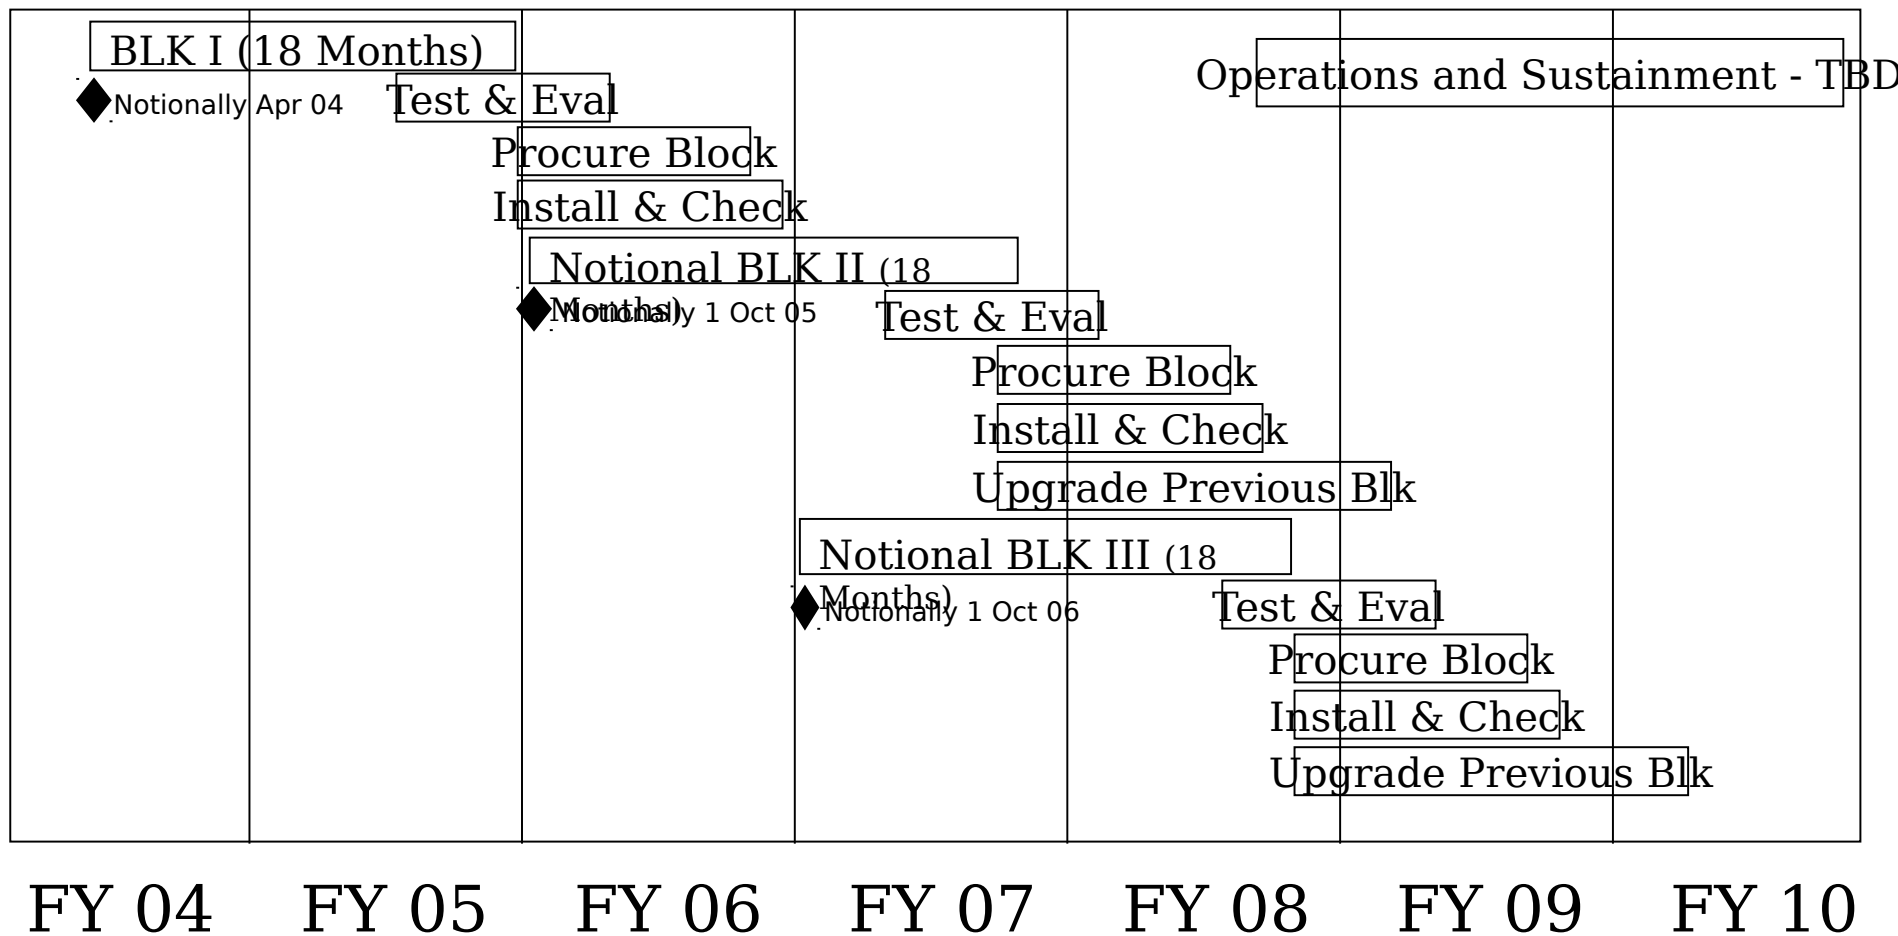 BLK I (18 Months)
Operations and Sustainment - TBD
Notionally Apr 04
Test & Eval
Procure Block
Install & Check
Notional BLK II (18
Months)
Notionally 1 Oct 05
Test & Eval
Procure Block
Install & Check
Upgrade Previous Blk
Notional BLK III (18
Months)
Notionally 1 Oct 06
Test & Eval
Procure Block
Install & Check
Upgrade Previous Blk
FY 04 FY 05 FY 06 FY 07 FY 08 FY 09 FY 10